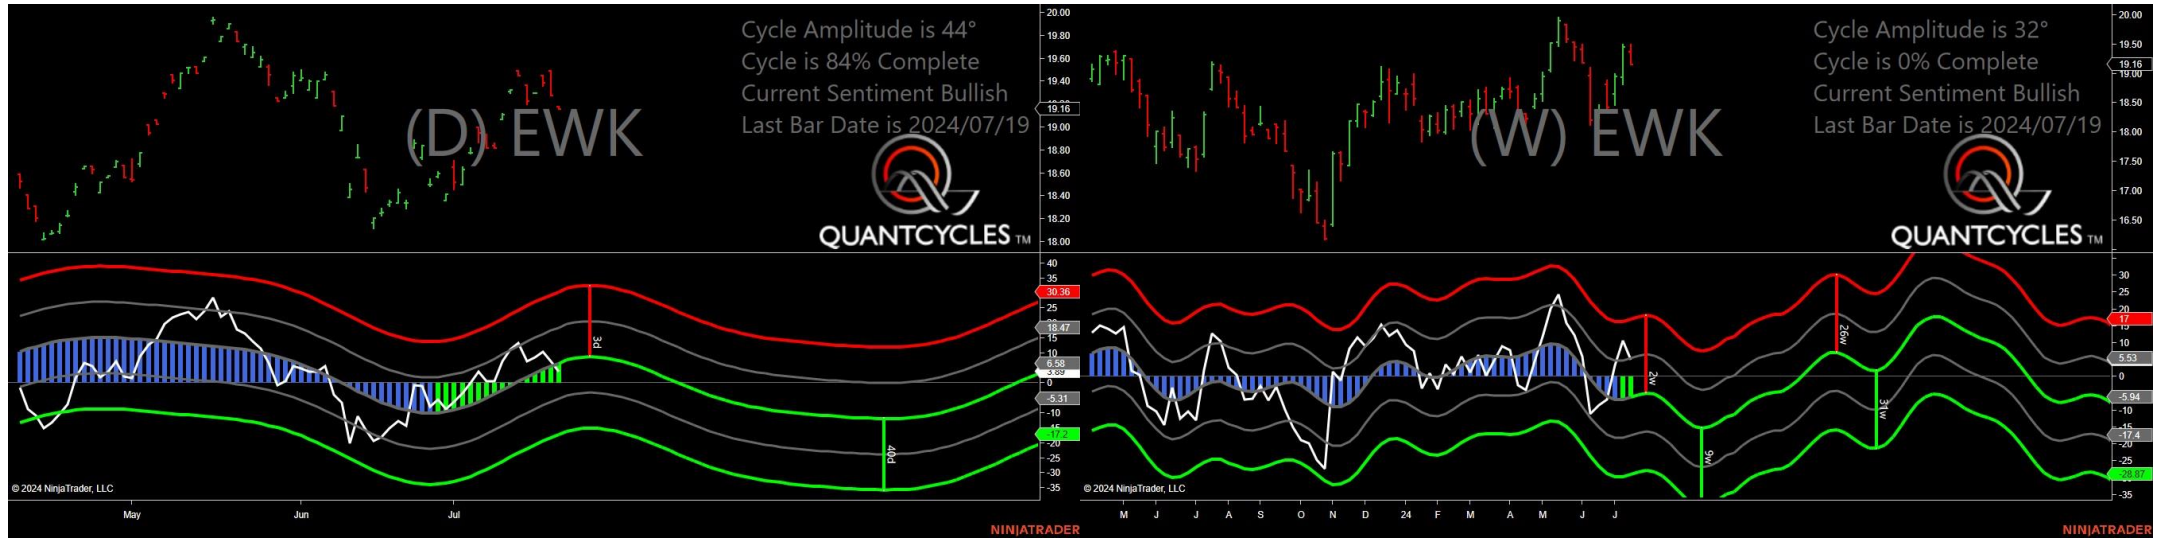 Cycle Amplitude is 44°
Cycle is 84% Complete
Current Sentiment Bullish
Last Bar Date is 2024/07/19
(D) EWK
QUANTCYCLES TM
20.00
19.80
19.60
19.40
19.16
19.00
18.80
18.60
18.40
18.20
18.00
40
35
30.36
25
18.47
15
10
6.58
3.89
0
-5.31
-10
-17.2
-20
-25
-30
-35
3d
40d
© 2024 NinjaTrader, LLC
May Jun Jul
NINJATRADER
Cycle Amplitude is 32°
Cycle is 0% Complete
Current Sentiment Bullish
Last Bar Date is 2024/07/19
(W) EWK
QUANTCYCLES TM
20.00
19.50
19.16
19.00
18.50
18.00
17.50
17.00
16.50
30
25
20
17
10
5.53
0
-5.94
-10
-15
-17.4
-25
-28.87
-35
2w
9w
26w
31w
© 2024 NinjaTrader, LLC
M J J A S O N D 24 F M A M J J
NINJATRADER